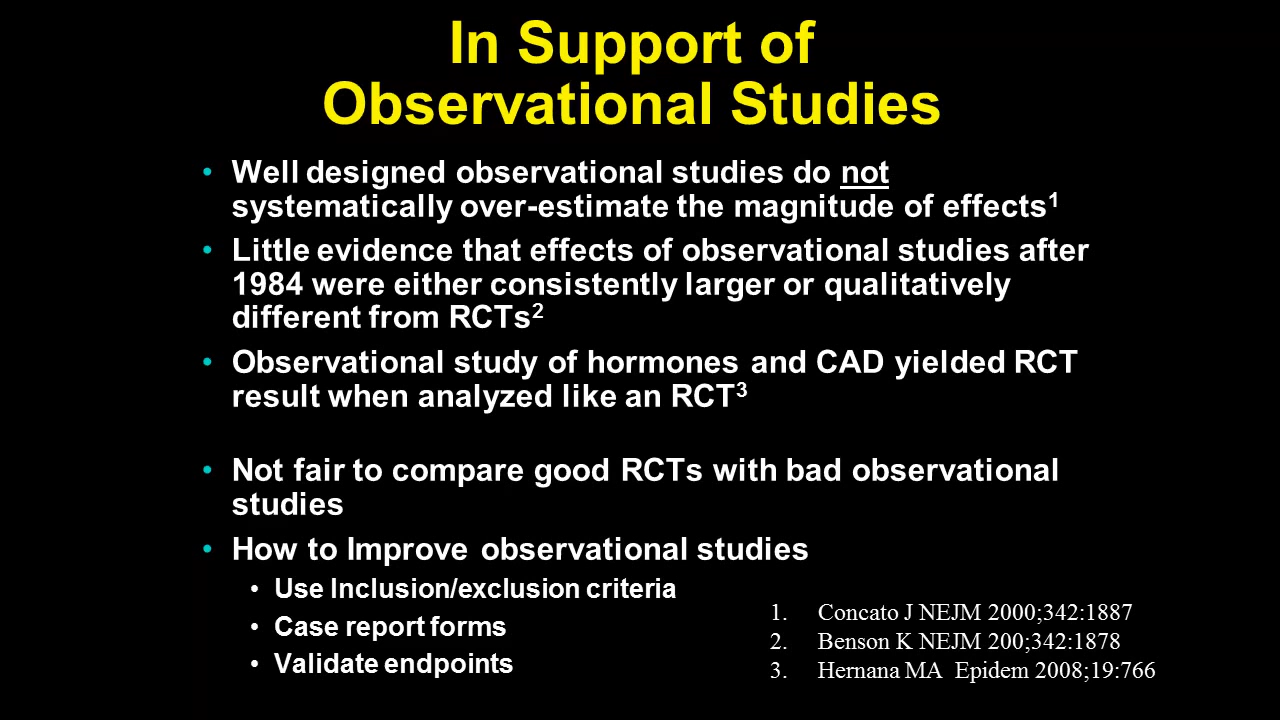 In Support of
Observational Studies
• Well designed observational studies do not
systematically over-estimate the magnitude of effects¹
• Little evidence that effects of observational studies after
1984 were either consistently larger or qualitatively
different from RCTs²
• Observational study of hormones and CAD yielded RCT
result when analyzed like an RCT³
• Not fair to compare good RCTs with bad observational
studies
• How to Improve observational studies
• Use Inclusion/exclusion criteria
• Case report forms
• Validate endpoints
1. Concato J NEJM 2000;342:1887
2. Benson K NEJM 200;342:1878
3. Hernana MA Epidem 2008;19:766